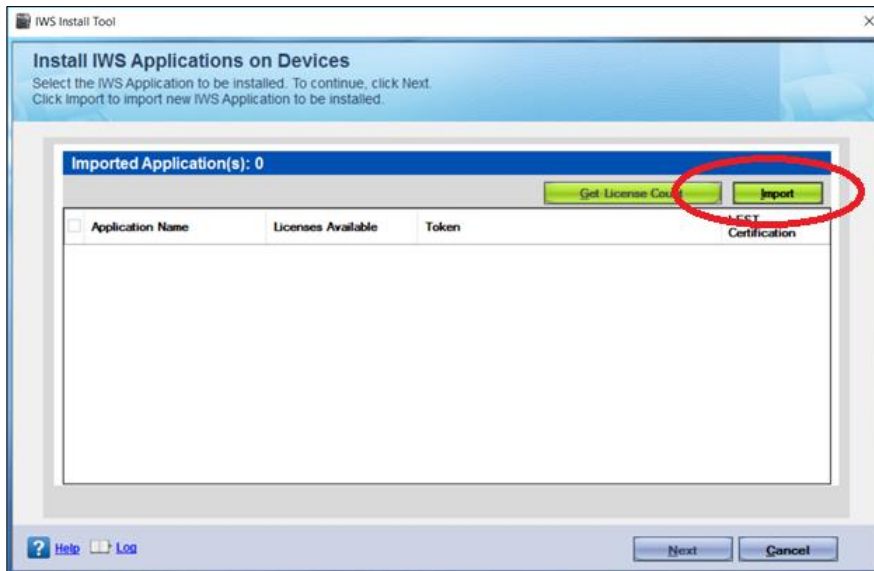 IWS Install Tool
Install IWS Applications on Devices
Select the IWS Application to be installed. To continue, click Next.
Click Import to import new IWS Application to be installed.
Imported Application(s): 0
Get License Count Import
Application Name Licenses Available Token
Certification
? Help Log Next Cancel